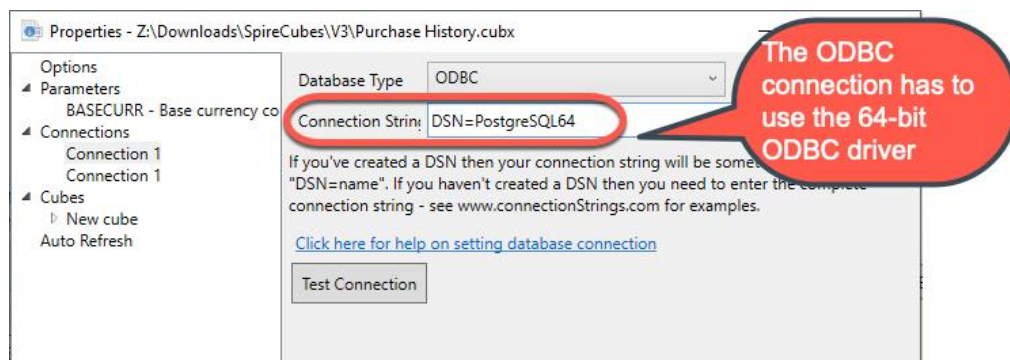 Properties - Z:\Downloads\SpireCubes\V3\Purchase History.cubx
Options
Parameters
BASECURR - Base currency co
Connections
Connection 1
Connection 1
Cubes
New cube
Auto Refresh
Database Type
ODBC
Connection String
DSN=PostgreSQL64
If you've created a DSN then your connection string will be
"DSN=name". If you haven't created a DSN then you need to enter the complete
connection string - see www.connectionStrings.com for examples.
Click here for help on setting database connection
Test Connection
The ODBC
connection has to
use the 64-bit
ODBC driver